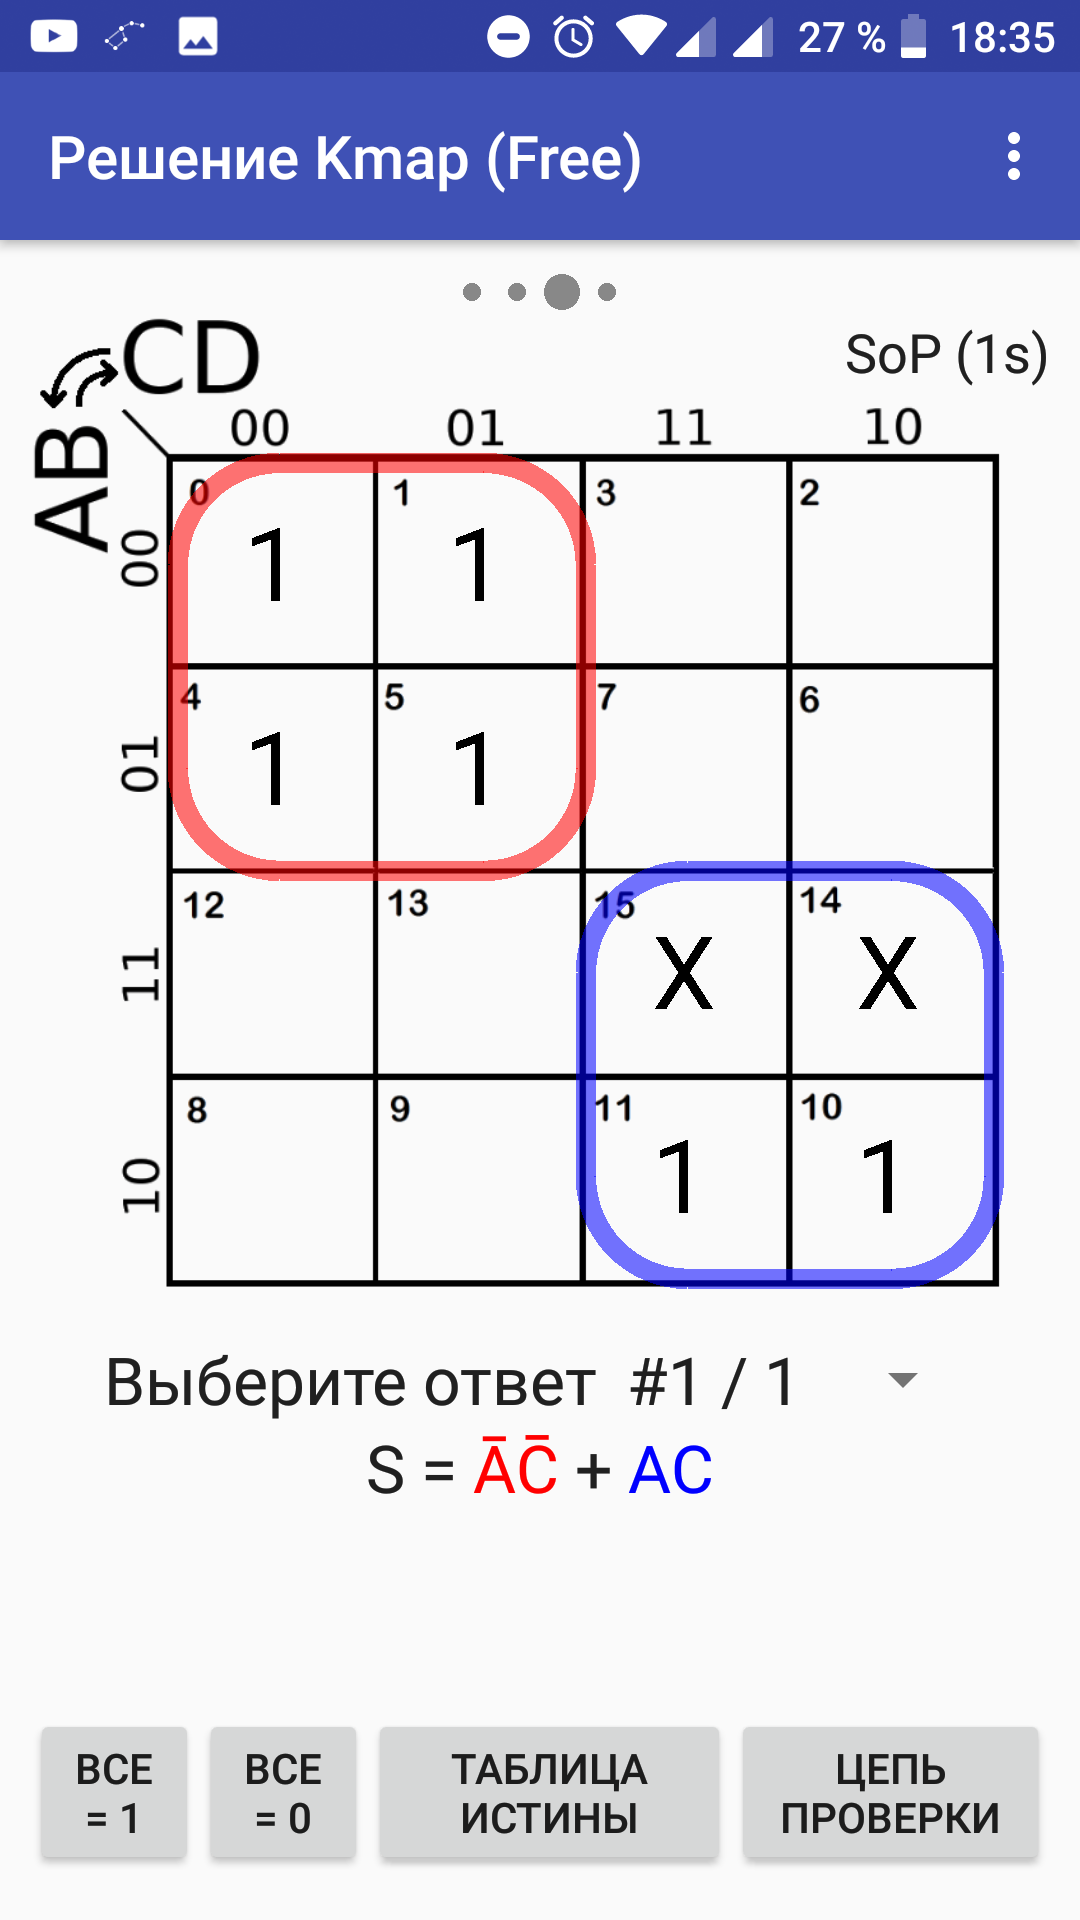 27 % 18:35
Решение Kmap (Free)
CD
SoP (1s)
AB
00 01 11 10
00
0 1 3 2
1 1
01
4 5 7 6
1 1
11
12 13 15 14
X X
10
8 9 11 10
1 1
Выберите ответ #1 / 1
S = A̅C̅ + AC
ВСЕ = 1
ВСЕ = 0
ТАБЛИЦА ИСТИНЫ
ЦЕПЬ ПРОВЕРКИ